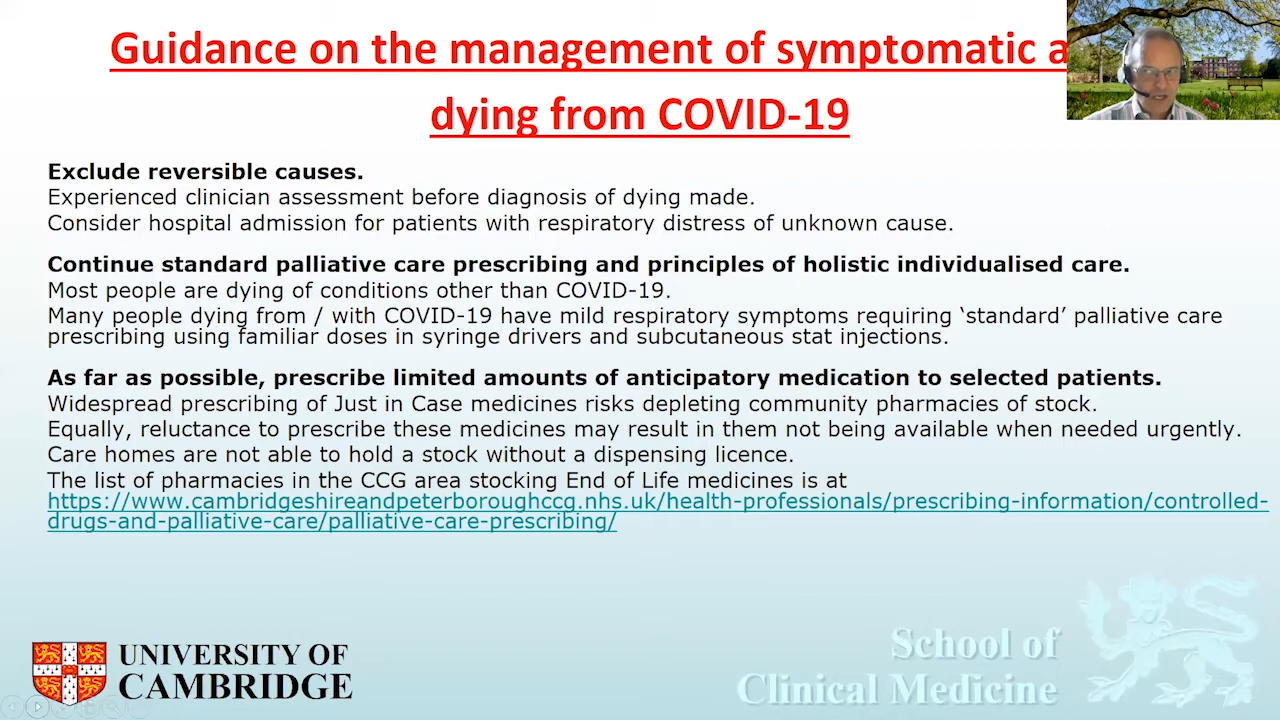 Guidance on the management of symptomatic a
dying from COVID-19
Exclude reversible causes.
Experienced clinician assessment before diagnosis of dying made.
Consider hospital admission for patients with respiratory distress of unknown cause.
Continue standard palliative care prescribing and principles of holistic individualised care.
Most people are dying of conditions other than COVID-19.
Many people dying from / with COVID-19 have mild respiratory symptoms requiring ‘standard’ palliative care
prescribing using familiar doses in syringe drivers and subcutaneous stat injections.
As far as possible, prescribe limited amounts of anticipatory medication to selected patients.
Widespread prescribing of Just in Case medicines risks depleting community pharmacies of stock.
Equally, reluctance to prescribe these medicines may result in them not being available when needed urgently.
Care homes are not able to hold a stock without a dispensing licence.
The list of pharmacies in the CCG area stocking End of Life medicines is at
https://www.cambridgeshireandpeterboroughccg.nhs.uk/health-professionals/prescribing-information/controlled-
drugs-and-palliative-care/palliative-care-prescribing/
UNIVERSITY OF
CAMBRIDGE
School of
Clinical Medicine